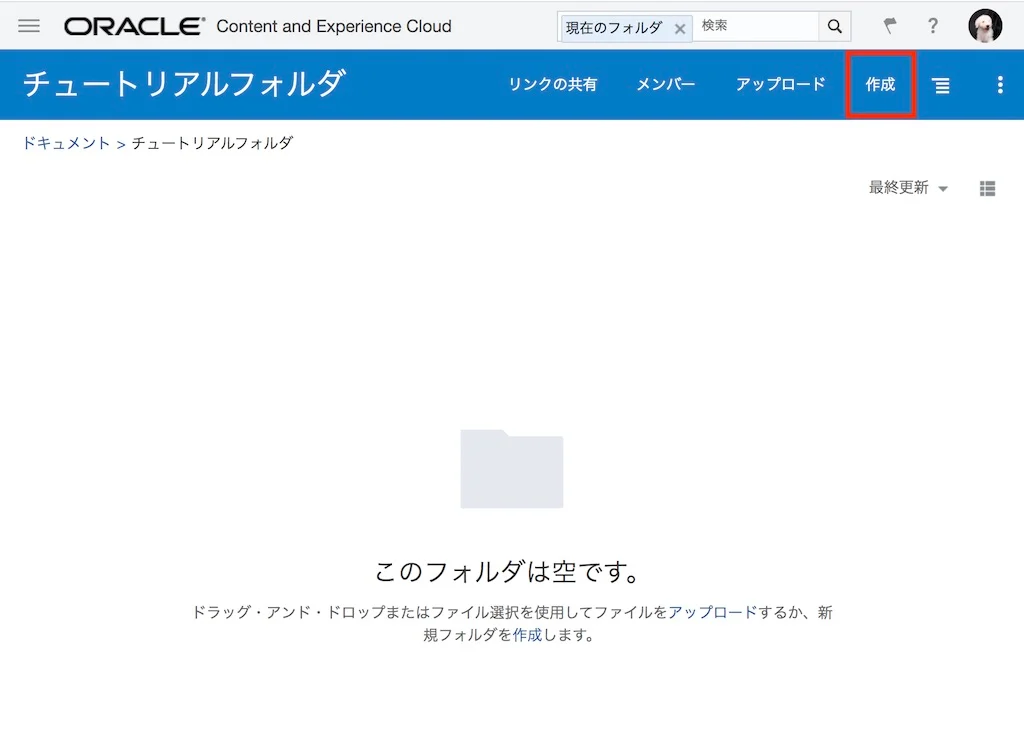 ORACLE® Content and Experience Cloud
現在のフォルダ × 検索
?
チュートリアルフォルダ
リンクの共有 メンバー アップロード 作成
ドキュメント > チュートリアルフォルダ
最終更新
このフォルダは空です。
ドラッグ・アンド・ドロップまたはファイル選択を使用してファイルをアップロードするか、新
規フォルダを作成します。